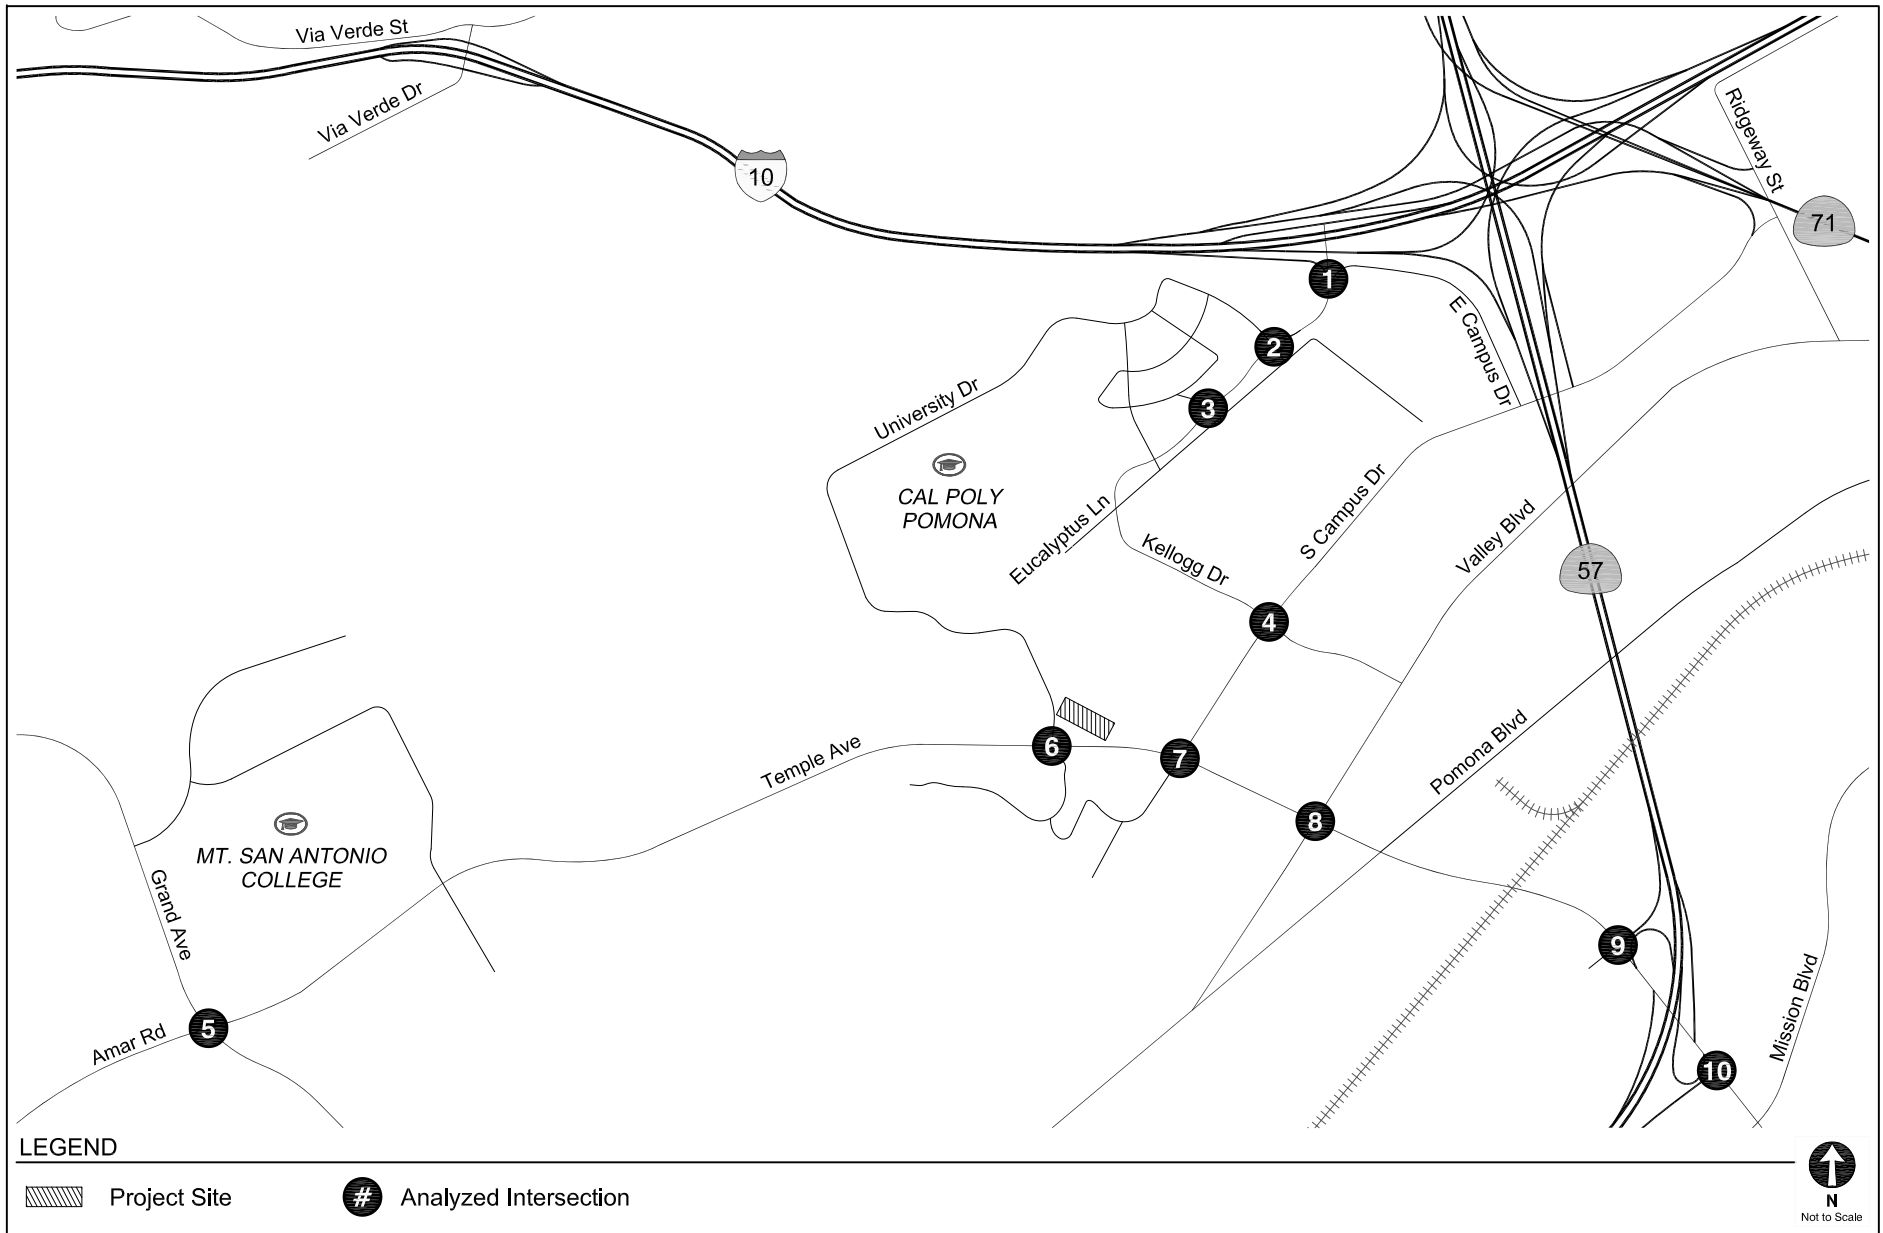 Via Verde St
Via Verde Dr
10
Ridgeway St
71
1
E Campus Dr
2
3
University Dr
CAL POLY
POMONA
Eucalyptus Ln
S Campus Dr
Valley Blvd
Kellogg Dr
57
4
6
7
Temple Ave
Pomona Blvd
8
MT. SAN ANTONIO
COLLEGE
Grand Ave
9
5
Amar Rd
Mission Blvd
10
LEGEND
Project Site
# Analyzed Intersection
N
Not to Scale